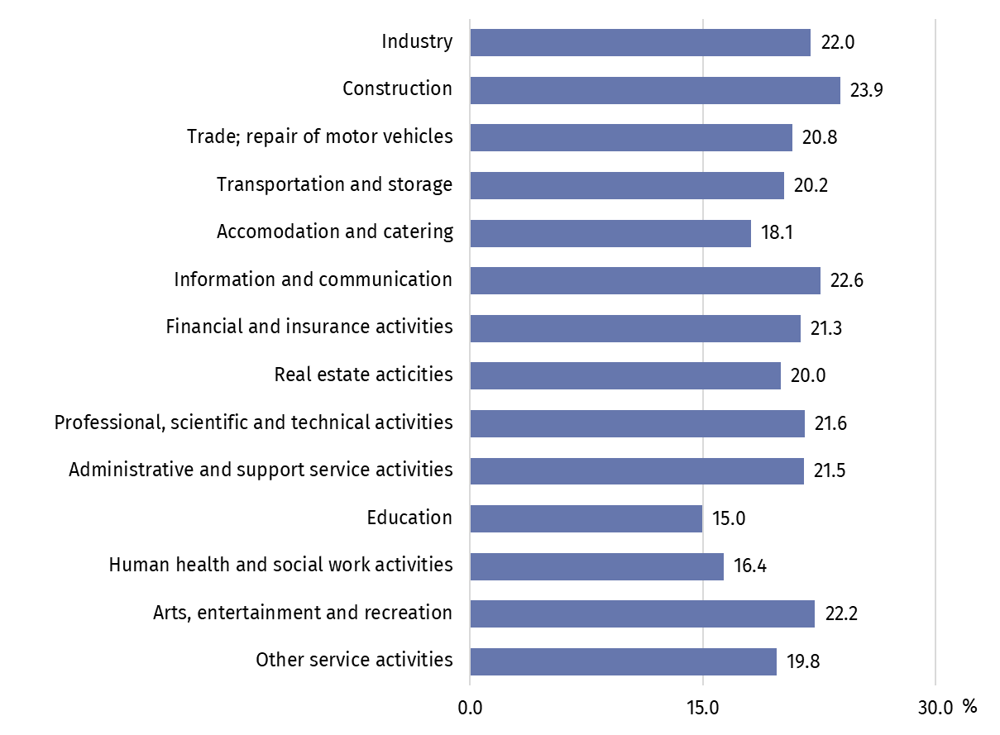 Industry 22.0
Construction 23.9
Trade; repair of motor vehicles 20.8
Transportation and storage 20.2
Accomodation and catering 18.1
Information and communication 22.6
Financial and insurance activities 21.3
Real estate acticities 20.0
Professional, scientific and technical activities 21.6
Administrative and support service activities 21.5
Education 15.0
Human health and social work activities 16.4
Arts, entertainment and recreation 22.2
Other service activities 19.8
0.0 15.0 30.0 %